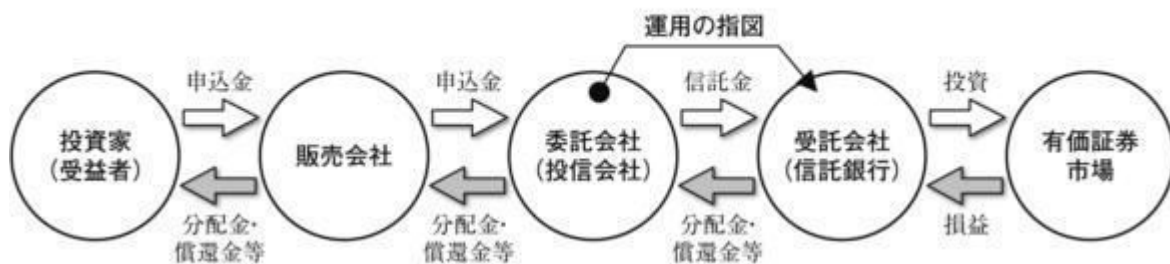 運用の指図
申込金
申込金
信託金
投資
投資家
(受益者)
販売会社
委託会社
(投信会社)
受託会社
(信託銀行)
有価証券
市場
分配金・
償還金等
分配金・
償還金等
分配金・
償還金等
損益